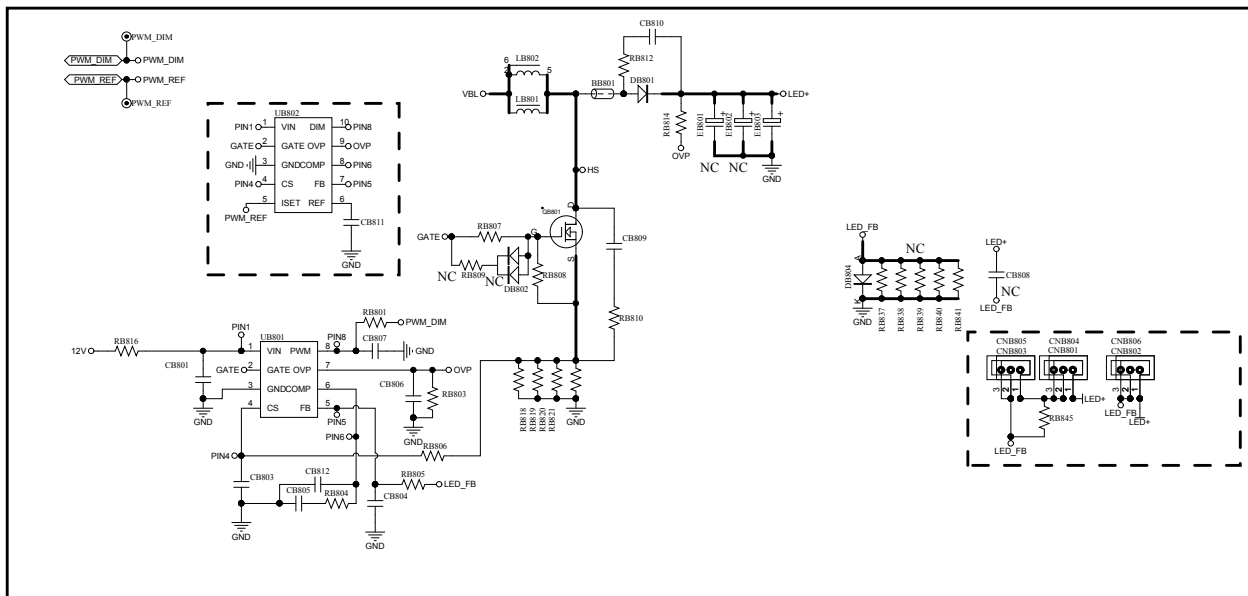 PWM_DIM
PWM_DIM PWM_DIM
PWM_REF PWM_REF
PWM_REF
UB802
PIN1 1 VIN DIM 10 PIN8
GATE 2 GATE OVP 9 OVP
GND 3 GND COMP 8 PIN6
PIN4 4 CS FB 7 PIN5
5 ISET REF 6
PWM_REF
CB811
GND
CB810
RB812
6 LB802 5
2
VBL
LB801
BB801
DB801
LED+
RB814
OVP
EB801
EB802
EB803
+
+
+
NC NC
GND
HS
D
QB801
G
S
GATE
RB807
NC
RB809
NC
DB802
RB808
CB809
RB810
LED_FB
A
DB804
K
GND
NC
RB837
RB838
RB839
RB840
RB841
LED+
CB808
NC
LED_FB
12V
RB816
PIN1
UB801
CB801
GND
1 VIN PWM 8
GATE 2 GATE OVP 7
3 GND COMP 6
4 CS FB 5
PIN8
RB801
PWM_DIM
CB807
GND
OVP
CB806
RB803
GND
PIN5
PIN6
PIN4
RB806
RB818
RB819
RB820
RB821
GND
CB803
GND
CB812
CB805
RB804
RB805
LED_FB
CB804
GND
CNB805 CNB804 CNB806
CNB803 CNB801 CNB802
3 2 1
3 2 1
3 2 1
LED+
RB845
LED_FB
LED_FB
LED+